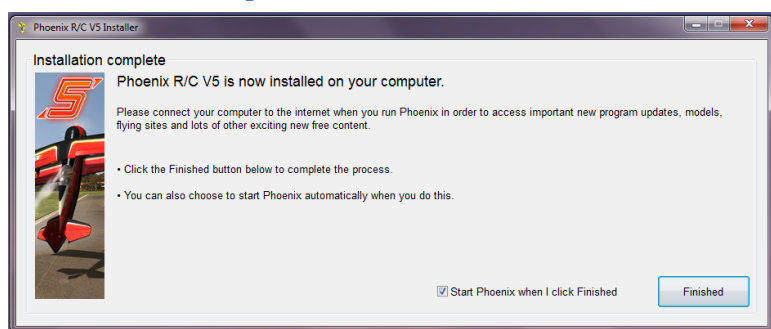 Phoenix R/C V5 Installer
Installation complete
5
Phoenix R/C V5 is now installed on your computer.
Please connect your computer to the internet when you run Phoenix in order to access important new program updates, models,
flying sites and lots of other exciting new free content.
• Click the Finished button below to complete the process.
• You can also choose to start Phoenix automatically when you do this.
Start Phoenix when I click Finished
Finished